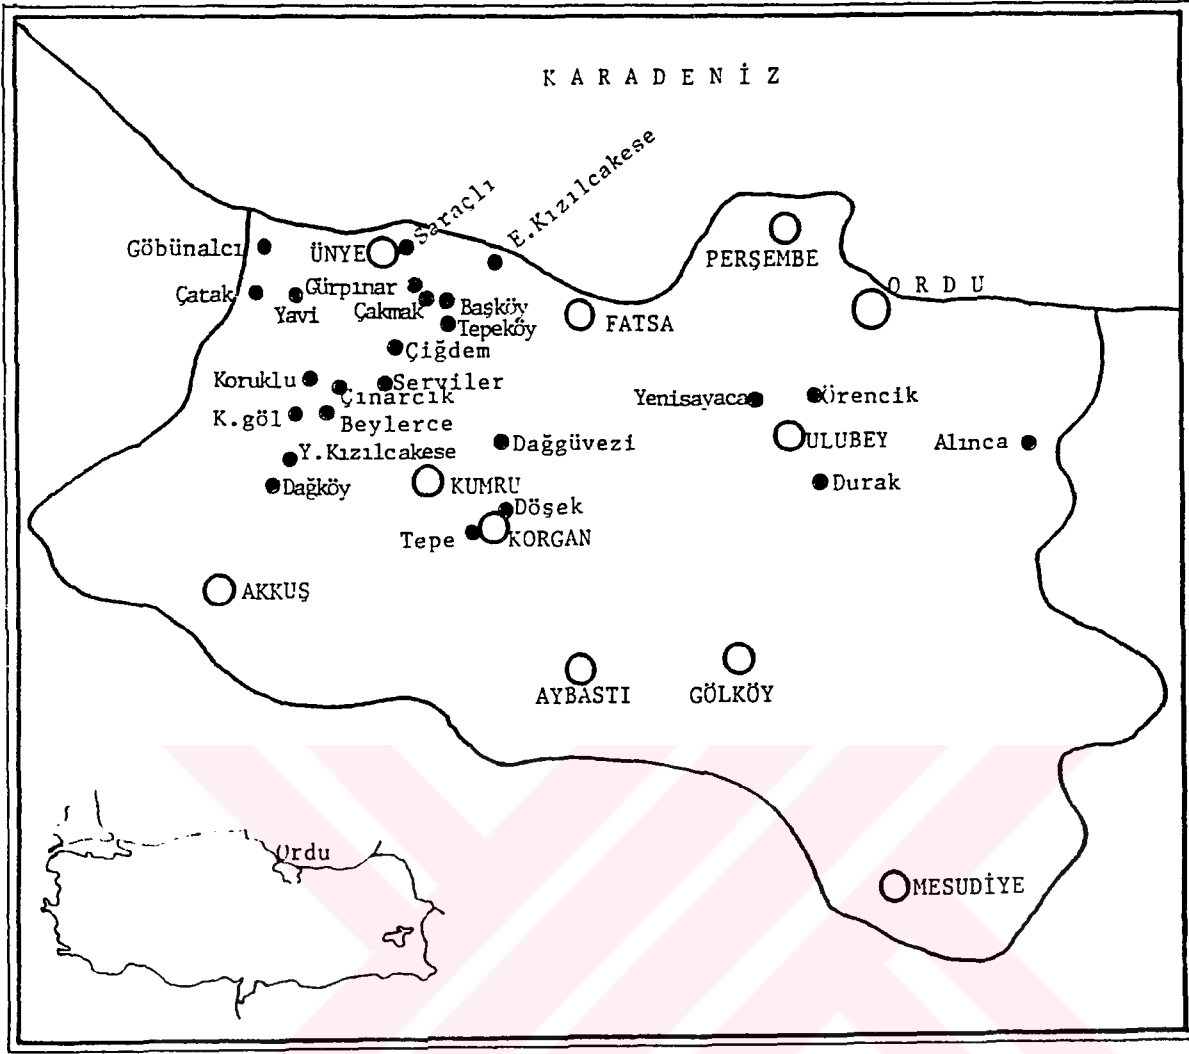 KARADENİZ
E.Kızılcakese
Saraçlı
Göbünalcı
ÜNYE
PERŞEMBE
Çatak
Yavi
Gürpınar
Çakmak
Başköy
Tepeköy
ORDU
FATSA
Çiğdem
Koruklu
Serviler
Çınarcık
Yenisayaca
Örencik
K.göl
Beylerce
Dağgüvezi
ULUBEY
Alınca
Y.Kızılcakese
Dağköy
KUMRU
Durak
Döşek
Tepe
KORGAN
AKKUŞ
AYBASTI
GÖLKÖY
Ordu
MESUDİYE